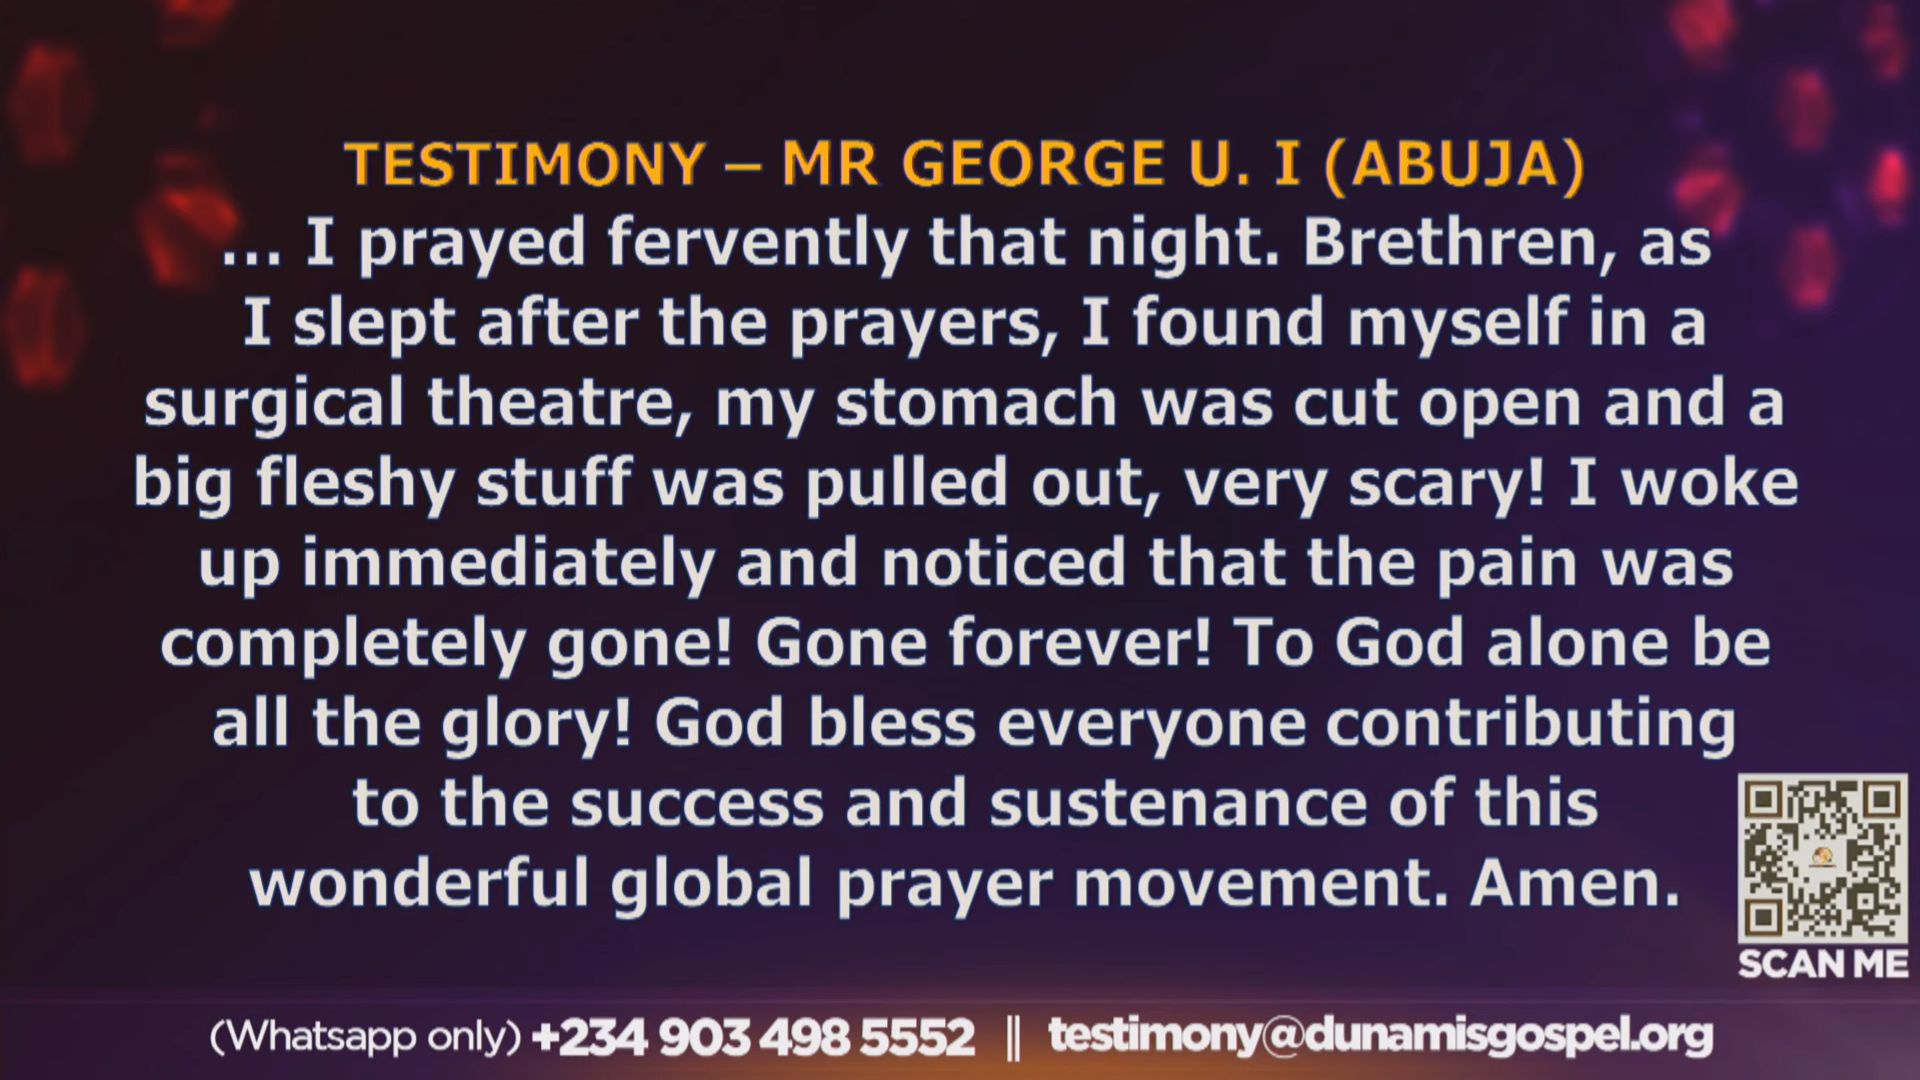 TESTIMONY – MR GEORGE U. I (ABUJA)
... I prayed fervently that night. Brethren, as
I slept after the prayers, I found myself in a
surgical theatre, my stomach was cut open and a
big fleshy stuff was pulled out, very scary! I woke
up immediately and noticed that the pain was
completely gone! Gone forever! To God alone be
all the glory! God bless everyone contributing
to the success and sustenance of this
wonderful global prayer movement. Amen.
SCAN ME
(Whatsapp only) +234 903 498 5552 || testimony@dunamisgospel.org